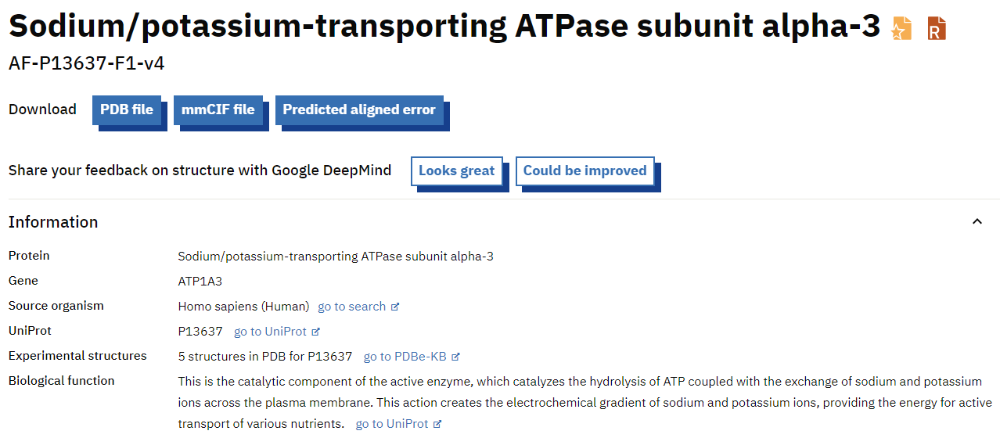 Sodium/potassium-transporting ATPase subunit alpha-3 R
AF-P13637-F1-v4
Download PDB file mmCIF file Predicted aligned error
Share your feedback on structure with Google DeepMind Looks great Could be improved
Information
Protein Sodium/potassium-transporting ATPase subunit alpha-3
Gene ATP1A3
Source organism Homo sapiens (Human) go to search
UniProt P13637 go to UniProt
Experimental structures 5 structures in PDB for P13637 go to PDBe-KB
Biological function This is the catalytic component of the active enzyme, which catalyzes the hydrolysis of ATP coupled with the exchange of sodium and potassium
ions across the plasma membrane. This action creates the electrochemical gradient of sodium and potassium ions, providing the energy for active
transport of various nutrients. go to UniProt